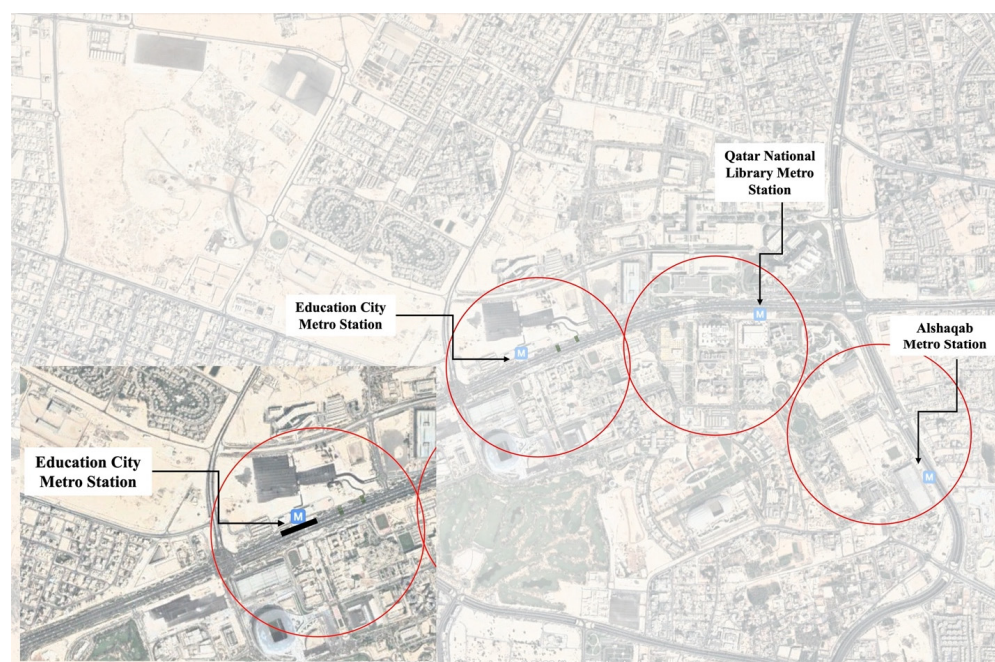 Qatar National
Library Metro
Station
Education City
Metro Station
M
M
Alshaqab
Metro Station
M
Education City
Metro Station
M